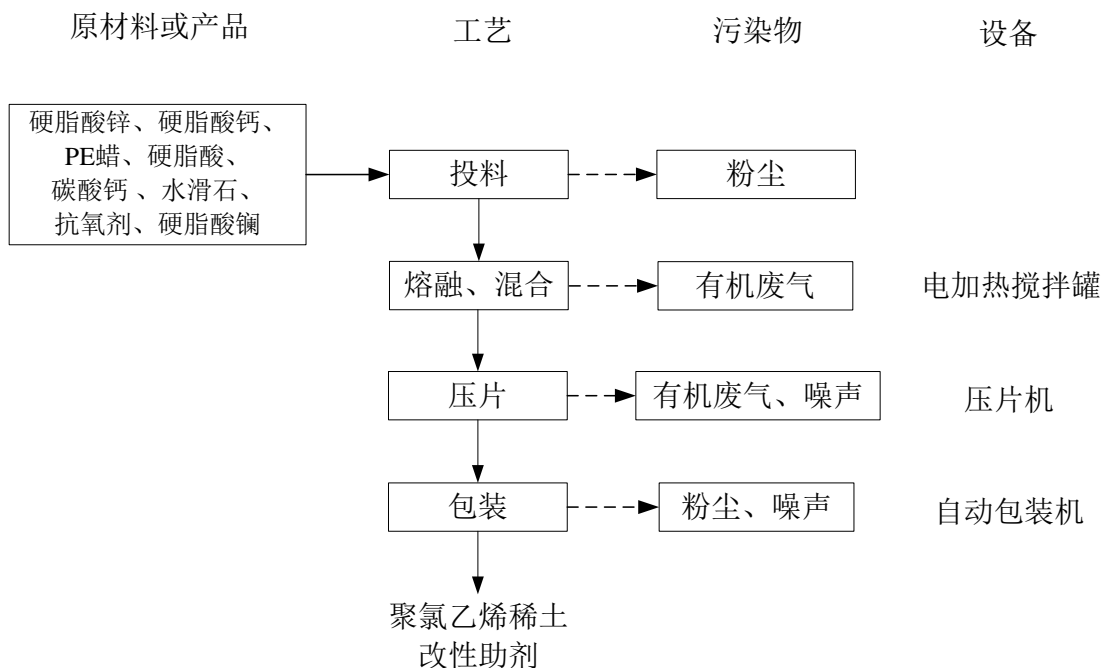 原材料或产品
工艺
污染物
设备
硬脂酸锌、硬脂酸钙、
PE蜡、硬脂酸、
碳酸钙、水滑石、
抗氧剂、硬脂酸镧
投料
粉尘
熔融、混合
有机废气
电加热搅拌罐
压片
有机废气、噪声
压片机
包装
粉尘、噪声
自动包装机
聚氯乙烯稀土
改性助剂